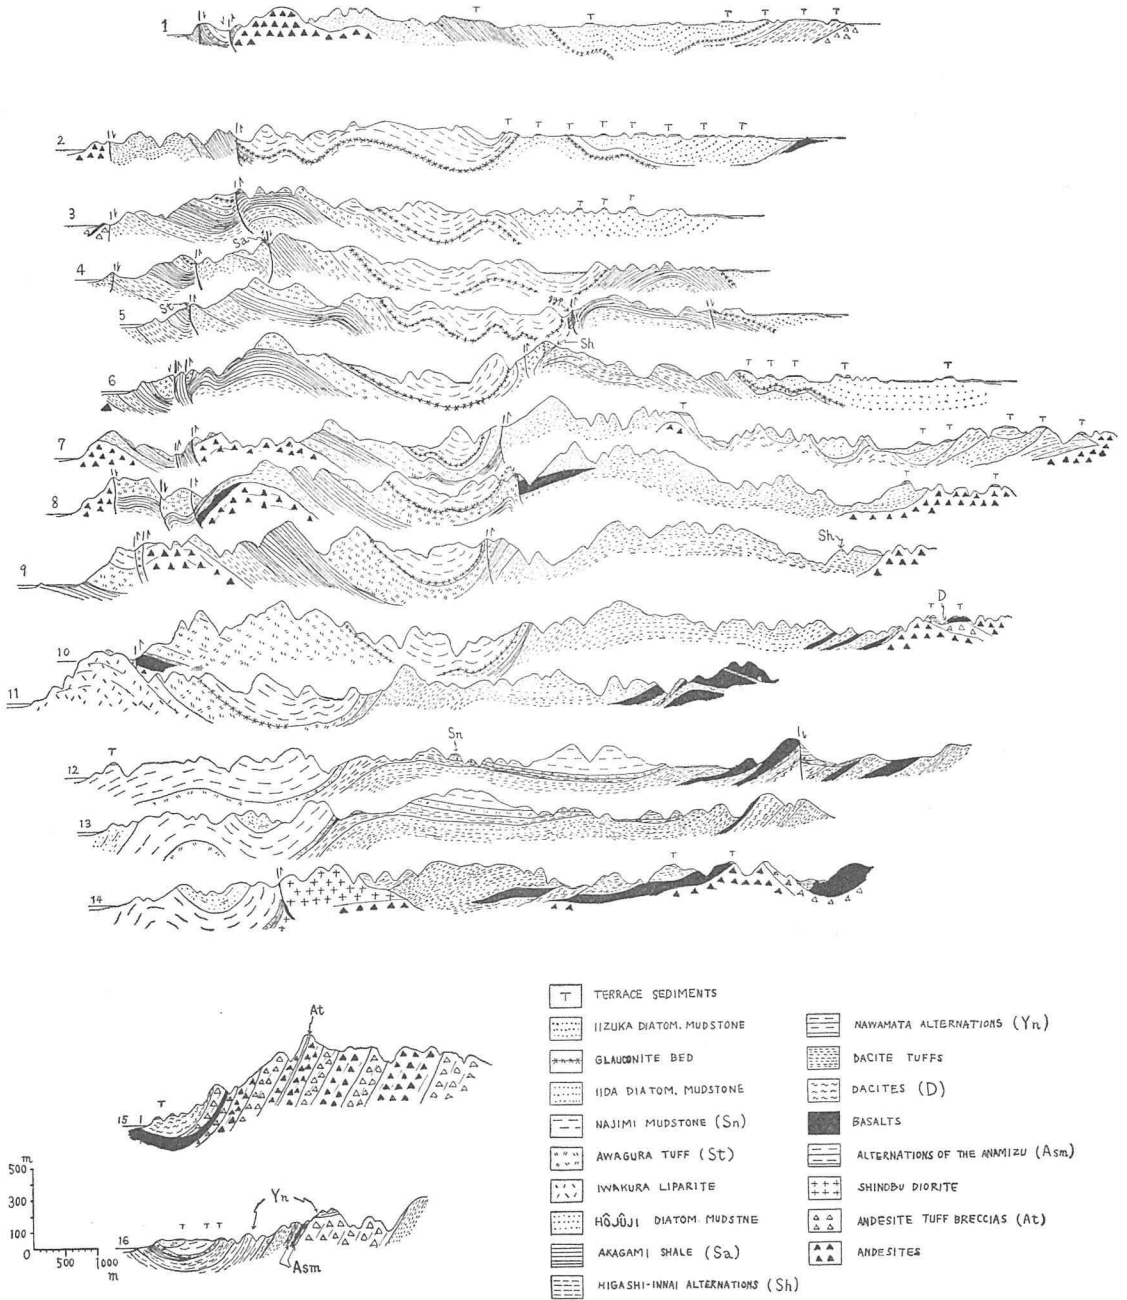 1
T T T T T
2
T T T T T T T
3
T T T
Sa
4
St
5
gyp.
Sh
6
T T T T T
7
T
T T T T T
8
T T
9
Sh
D
T T
10
11
Sn
T
12
13
T T
14
At
T
15
m
500
300
100
0
500 1000
m
Yn
T T T
16
Asm
T TERRACE SEDIMENTS
IIZUKA DIATOM. MUDSTONE
GLAUCONITE BED
IIDA DIATOM. MUDSTONE
NAJIMI MUDSTONE (Sn)
AWAGURA TUFF (St)
IWAKURA LIPARITE
HÔJÛJI DIATOM. MUDSTNE
AKAGAMI SHALE (Sa)
HIGASHI-INNAI ALTERNATIONS (Sh)
NAWAMATA ALTERNATIONS (Yn)
DACITE TUFFS
DACITES (D)
BASALTS
ALTERNATIONS OF THE ANAMIZU (Asm)
SHINOBU DIORITE
ANDESITE TUFF BRECCIAS (At)
ANDESITES